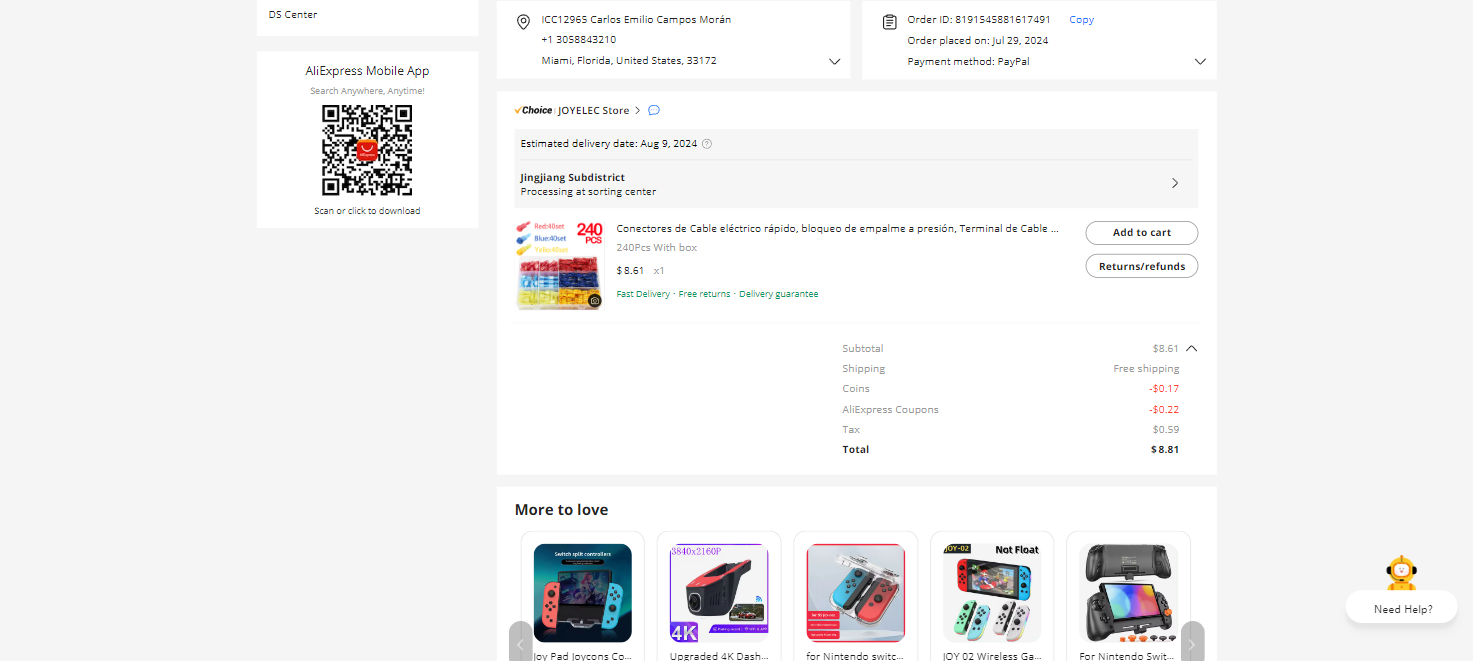 DS Center
AliExpress Mobile App
Search Anywhere, Anytime!
Scan or click to download
ICC12965 Carlos Emilio Campos Morán
+1 3058843210
Miami, Florida, United States, 33172
Order ID: 8191545881617491 Copy
Order placed on: Jul 29, 2024
Payment method: PayPal
Choice JOYELEC Store
Estimated delivery date: Aug 9, 2024
Jingjiang Subdistrict
Processing at sorting center
Red:40set
Blue:40set
240
PCS
Conectores de Cable eléctrico rápido, bloqueo de empalme a presión, Terminal de Cable ...
240Pcs With box
$8.61 x1
Fast Delivery · Free returns · Delivery guarantee
Add to cart
Returns/refunds
Subtotal $8.61
Shipping Free shipping
Coins -$0.17
AliExpress Coupons -$0.22
Tax $0.59
Total $8.81
More to love
Switch split controllers
Joy Pad Joycons Co...
3840x2160P
4K
Upgraded 4K Dash...
for Nintendo switc...
JOY-02
Not Float
JOY 02 Wireless Ga...
For Nintendo Swit...
Need Help?